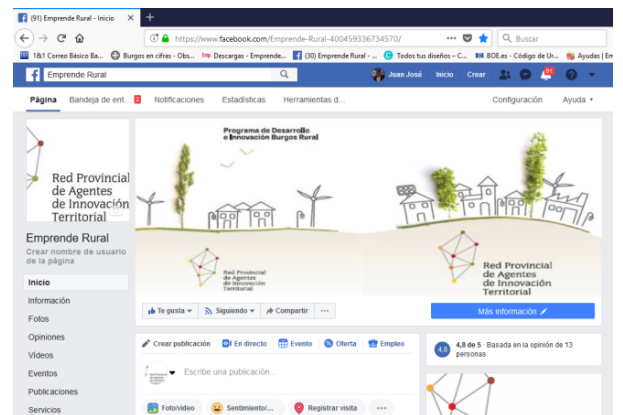 (91) Emprende Rural - Inicio
https://www.facebook.com/Emprende-Rural-400459336734570/
Buscar
1&1 Correo Básico Ba... Burgos en cifras - Obs... Descargas - Emprende... (30) Emprende Rural - ... Todos tus diseños – C... BOE.es - Código de Ur... Ayudas | Em
Emprende Rural
Juan José Inicio Crear 91
Página Bandeja de ent... 2 Notificaciones Estadísticas Herramientas d... Configuración Ayuda
Programa de Desarrollo
e Innovación Burgos Rural
Red Provincial
de Agentes
de Innovación
Territorial
Red Provincial
de Agentes
de Innovación
Territorial
Red Provincial
de Agentes
de Innovación
Territorial
Emprende Rural
Crear nombre de usuario
de la página
Inicio
Información
Fotos
Opiniones
Vídeos
Eventos
Publicaciones
Servicios
Te gusta Siguiendo Compartir ...
Más información
Crear publicación En directo Evento Oferta Empleo
Escribe una publicación...
Foto/vídeo Sentimiento/... Registrar visita ...
4,8 4,8 de 5 · Basada en la opinión de 13
personas